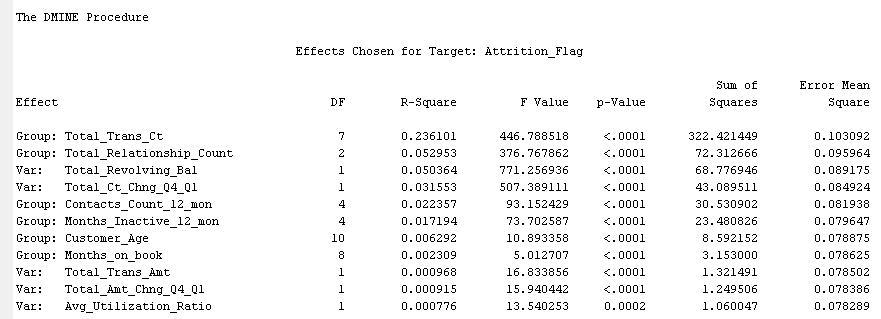 The DMINE Procedure
Effects Chosen for Target: Attrition_Flag
Sum of Error Mean
Effect DF R-Square F Value p-Value Squares Square
Group: Total_Trans_Ct 7 0.236101 446.788518 <.0001 322.421449 0.103092
Group: Total_Relationship_Count 2 0.052953 376.767862 <.0001 72.312666 0.095964
Var: Total_Revolving_Bal 1 0.050364 771.256936 <.0001 68.776946 0.089175
Var: Total_Ct_Chng_Q4_Q1 1 0.031553 507.389111 <.0001 43.089511 0.084924
Group: Contacts_Count_12_mon 4 0.022357 93.152429 <.0001 30.530902 0.081938
Group: Months_Inactive_12_mon 4 0.017194 73.702587 <.0001 23.480826 0.079647
Group: Customer_Age 10 0.006292 10.893358 <.0001 8.592152 0.078875
Group: Months_on_book 8 0.002309 5.012707 <.0001 3.153000 0.078625
Var: Total_Trans_Amt 1 0.000968 16.833856 <.0001 1.321491 0.078502
Var: Total_Amt_Chng_Q4_Q1 1 0.000915 15.940442 <.0001 1.249506 0.078386
Var: Avg_Utilization_Ratio 1 0.000776 13.540253 0.0002 1.060047 0.078289